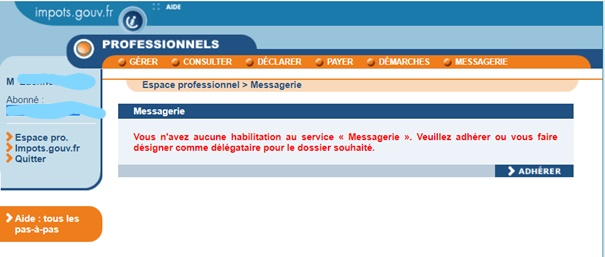 impots.gouv.fr
AIDE
PROFESSIONNELS
GÉRER CONSULTER DÉCLARER PAYER DÉMARCHES MESSAGERIE
M
Abonné :
Espace pro.
Impots.gouv.fr
Quitter
Aide : tous les
pas-à-pas
Espace professionnel > Messagerie
Messagerie
Vous n'avez aucune habilitation au service « Messagerie ». Veuillez adhérer ou vous faire
désigner comme délégataire pour le dossier souhaité.
ADHÉRER